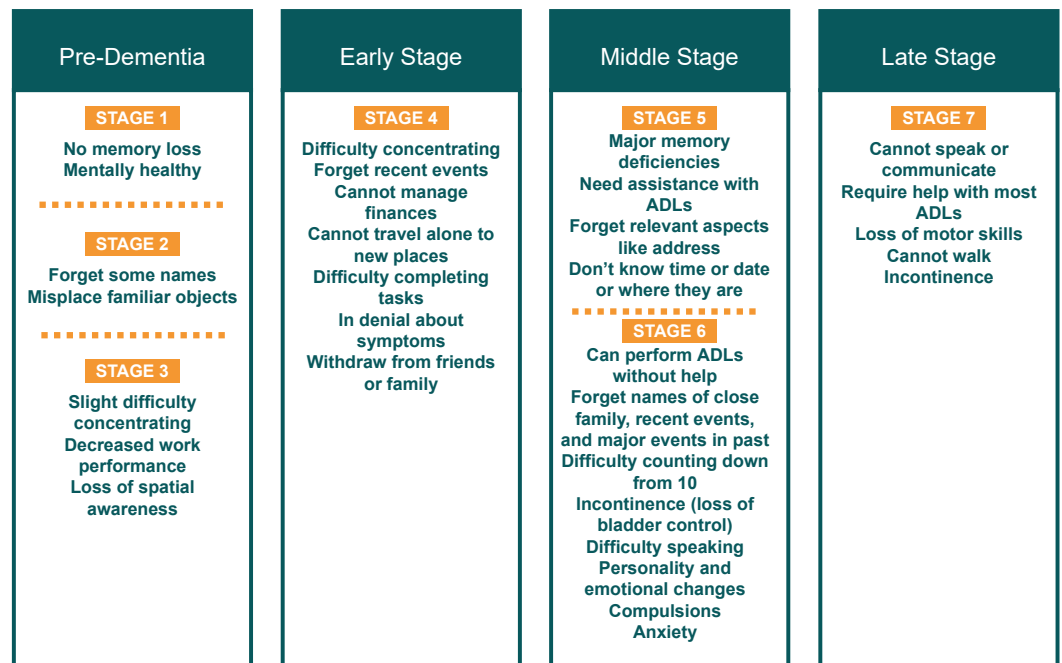 Pre-Dementia
STAGE 1
No memory loss
Mentally healthy
STAGE 2
Forget some names
Misplace familiar objects
STAGE 3
Slight difficulty
concentrating
Decreased work
performance
Loss of spatial
awareness
Early Stage
STAGE 4
Difficulty concentrating
Forget recent events
Cannot manage
finances
Cannot travel alone to
new places
Difficulty completing
tasks
In denial about
symptoms
Withdraw from friends
or family
Middle Stage
STAGE 5
Major memory
deficiencies
Need assistance with
ADLs
Forget relevant aspects
like address
Don’t know time or date
or where they are
STAGE 6
Can perform ADLs
without help
Forget names of close
family, recent events,
and major events in past
Difficulty counting down
from 10
Incontinence (loss of
bladder control)
Difficulty speaking
Personality and
emotional changes
Compulsions
Anxiety
Late Stage
STAGE 7
Cannot speak or
communicate
Require help with most
ADLs
Loss of motor skills
Cannot walk
Incontinence